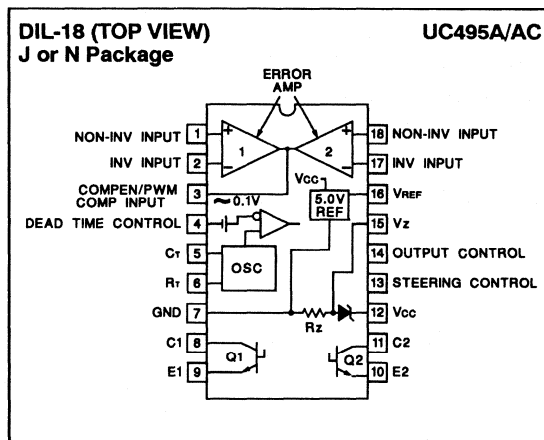 DIL-18 (TOP VIEW) UC495A/AC
J or N Package
ERROR
AMP
NON-INV INPUT 1 + 1 + 2 18 NON-INV INPUT
INV INPUT 2 − − 17 INV INPUT
COMPEN/PWM
COMP INPUT 3 ≈ 0.1V Vcc 5.0V
REF 16 VREF
DEAD TIME CONTROL 4 15 Vz
CT 5 OSC 14 OUTPUT CONTROL
RT 6 13 STEERING CONTROL
GND 7 Rz 12 Vcc
C1 8 Q1 Q2 11 C2
E1 9 10 E2